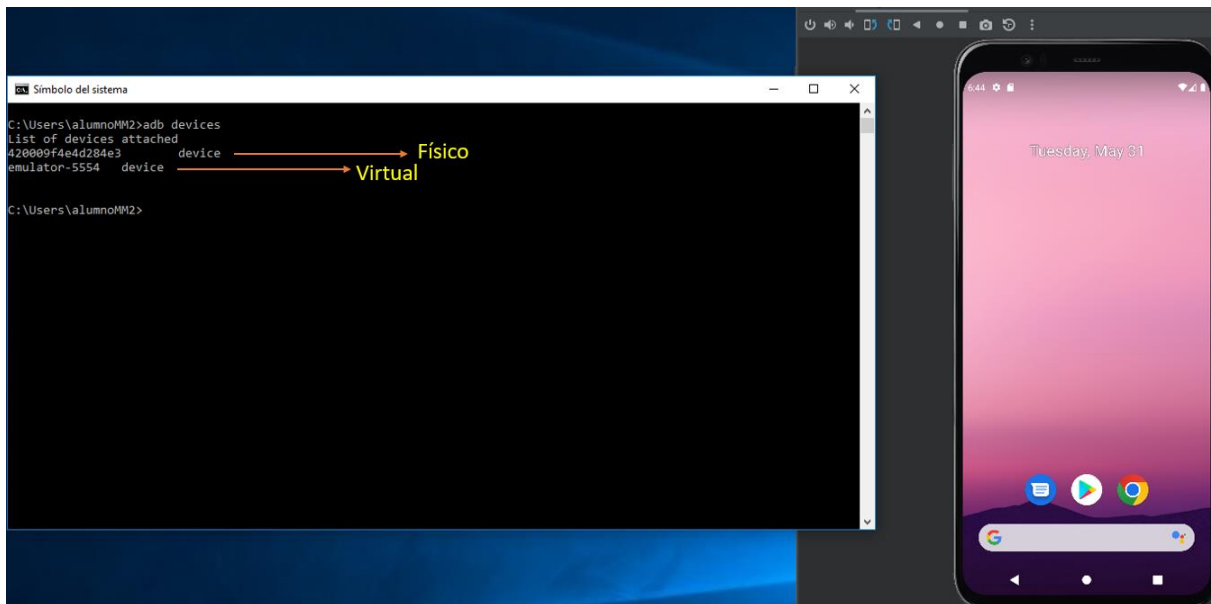 Símbolo del sistema
C:\Users\alumnoMM2>adb devices
List of devices attached
420009f4e4d284e3 device
Físico
emulator-5554 device
Virtual
C:\Users\alumnoMM2>
6:44
Tuesday, May 31